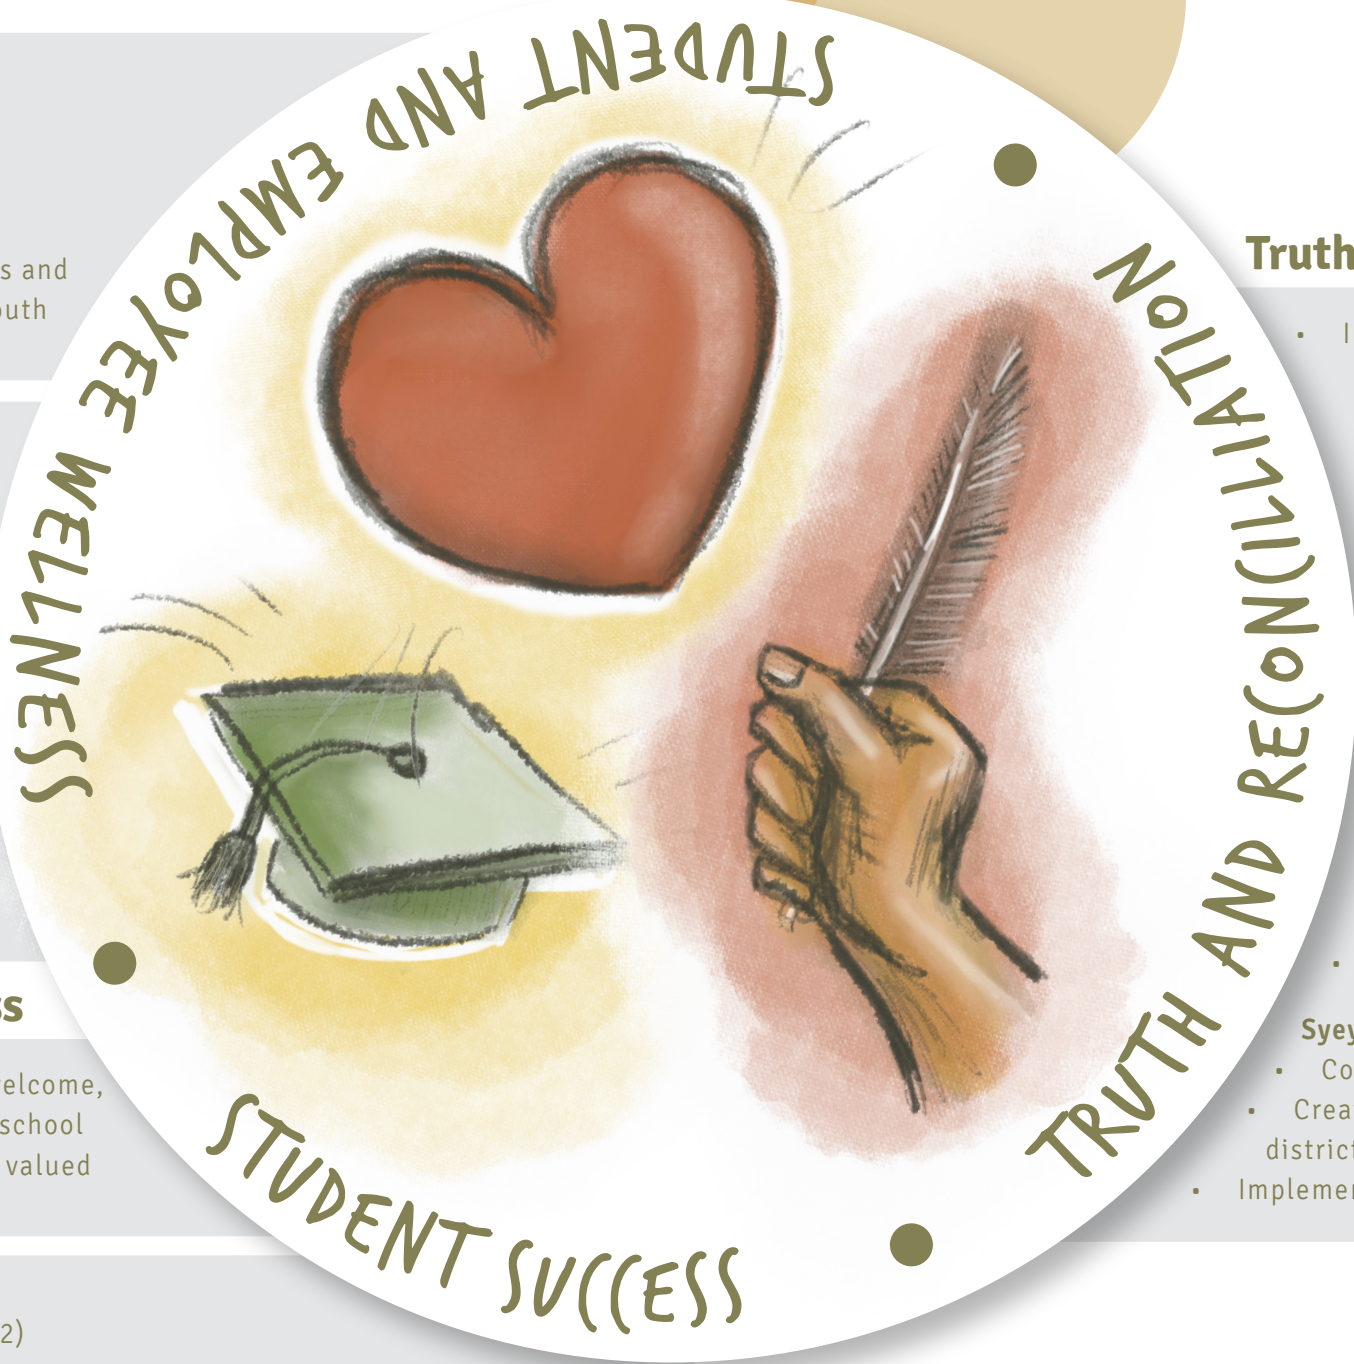 STUDENT AND EMPLOYEE WELLNESS
TRUTH AND RECONCILIATION
STUDENT SUCCESS
s and
outh
ss
elcome,
school
valued
2)
Truth
• I
•
Syey
• Co
• Crea
district
• Implemen